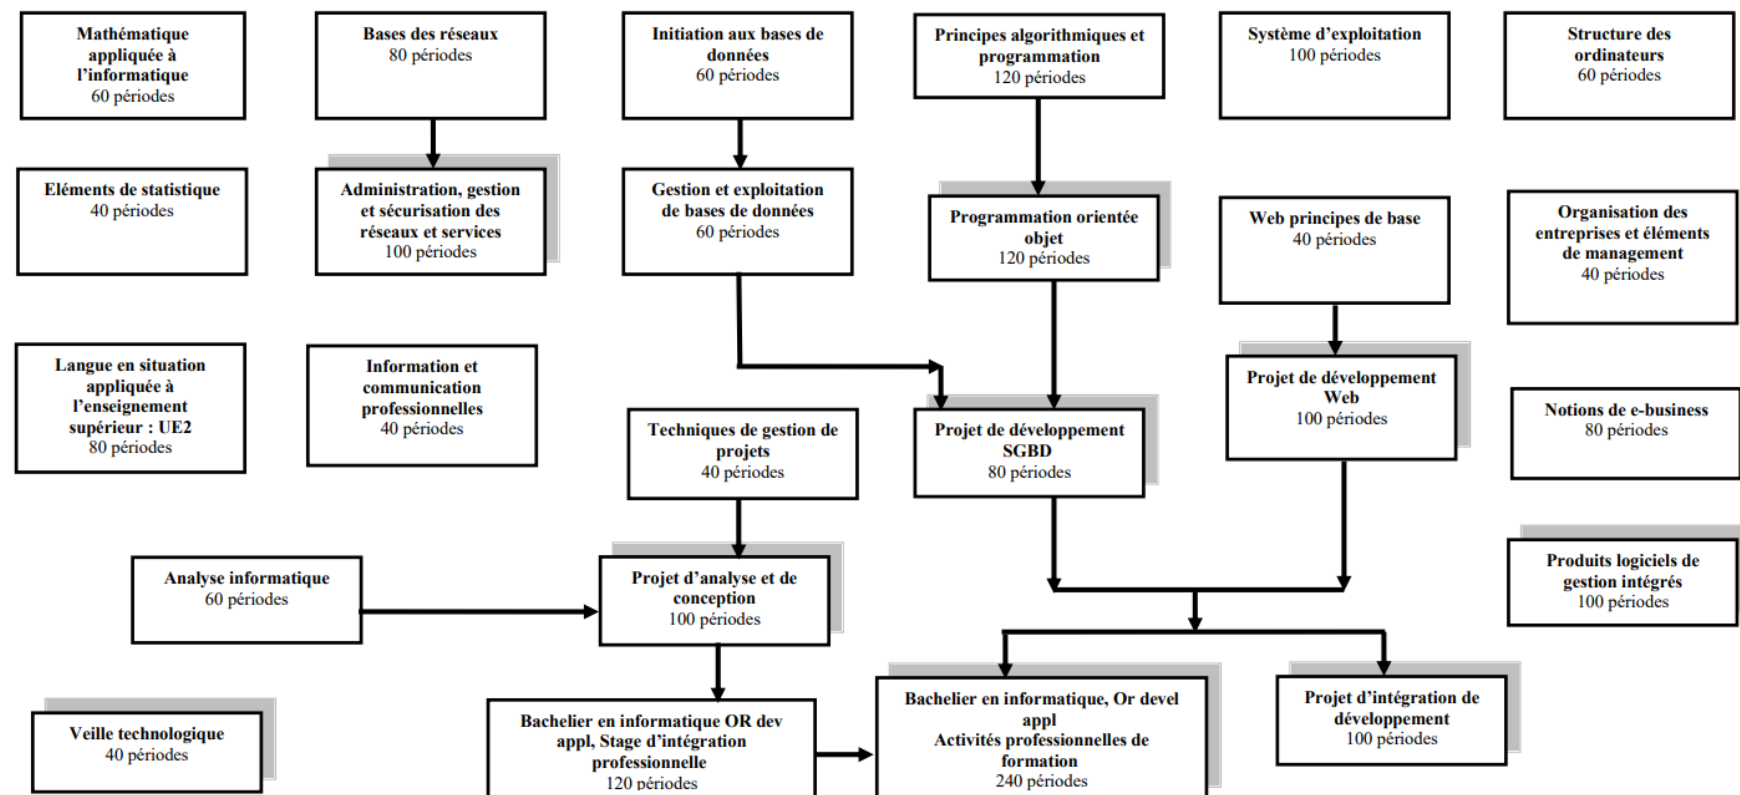 Mathématique
appliquée à
l'informatique
60 périodes
Bases des réseaux
80 périodes
Initiation aux bases de
données
60 périodes
Principes algorithmiques et
programmation
120 périodes
Système d'exploitation
100 périodes
Structure des
ordinateurs
60 périodes
Eléments de statistique
40 périodes
Administration, gestion
et sécurisation des
réseaux et services
100 périodes
Gestion et exploitation
de bases de données
60 périodes
Programmation orientée
objet
120 périodes
Web principes de base
40 périodes
Organisation des
entreprises et éléments
de management
40 périodes
Langue en situation
appliquée à
l'enseignement
supérieur : UE2
80 périodes
Information et
communication
professionnelles
40 périodes
Techniques de gestion de
projets
40 périodes
Projet de développement
SGBD
80 périodes
Projet de développement
Web
100 périodes
Notions de e-business
80 périodes
Analyse informatique
60 périodes
Projet d'analyse et de
conception
100 périodes
Produits logiciels de
gestion intégrés
100 périodes
Veille technologique
40 périodes
Bachelier en informatique OR dev
appl, Stage d'intégration
professionnelle
120 périodes
Bachelier en informatique, Or devel
appl
Activités professionnelles de
formation
240 périodes
Projet d'intégration de
développement
100 périodes